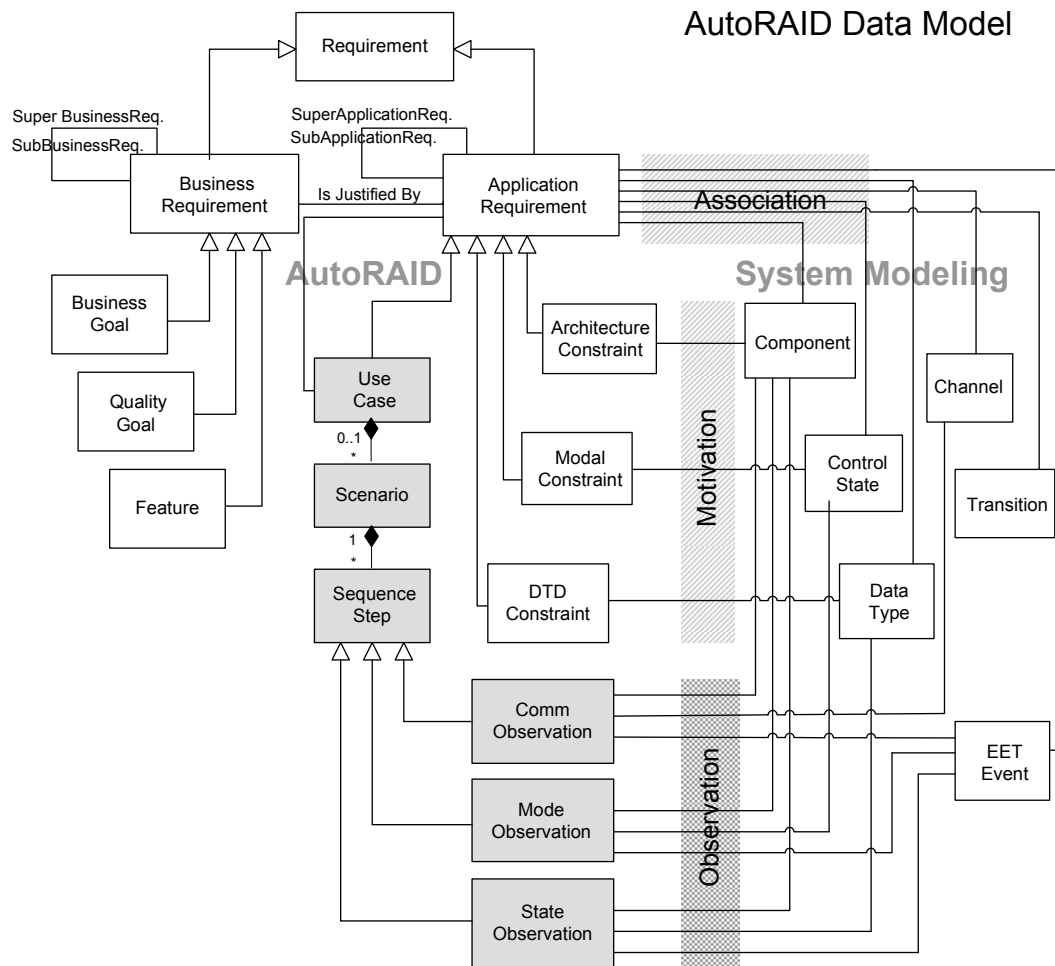 AutoRAID Data Model
Requirement
Super BusinessReq.
SubBusinessReq.
SuperApplicationReq.
SubApplicationReq.
Business
Requirement
Is Justified By
Application
Requirement
Association
AutoRAID
System Modeling
Business
Goal
Architecture
Constraint
Component
Use
Case
Channel
Quality
Goal
0..1
*
Motivation
Modal
Constraint
Control
State
Scenario
Feature
Transition
1
*
Sequence
Step
DTD
Constraint
Data
Type
Comm
Observation
EET
Event
Mode
Observation
Observation
State
Observation